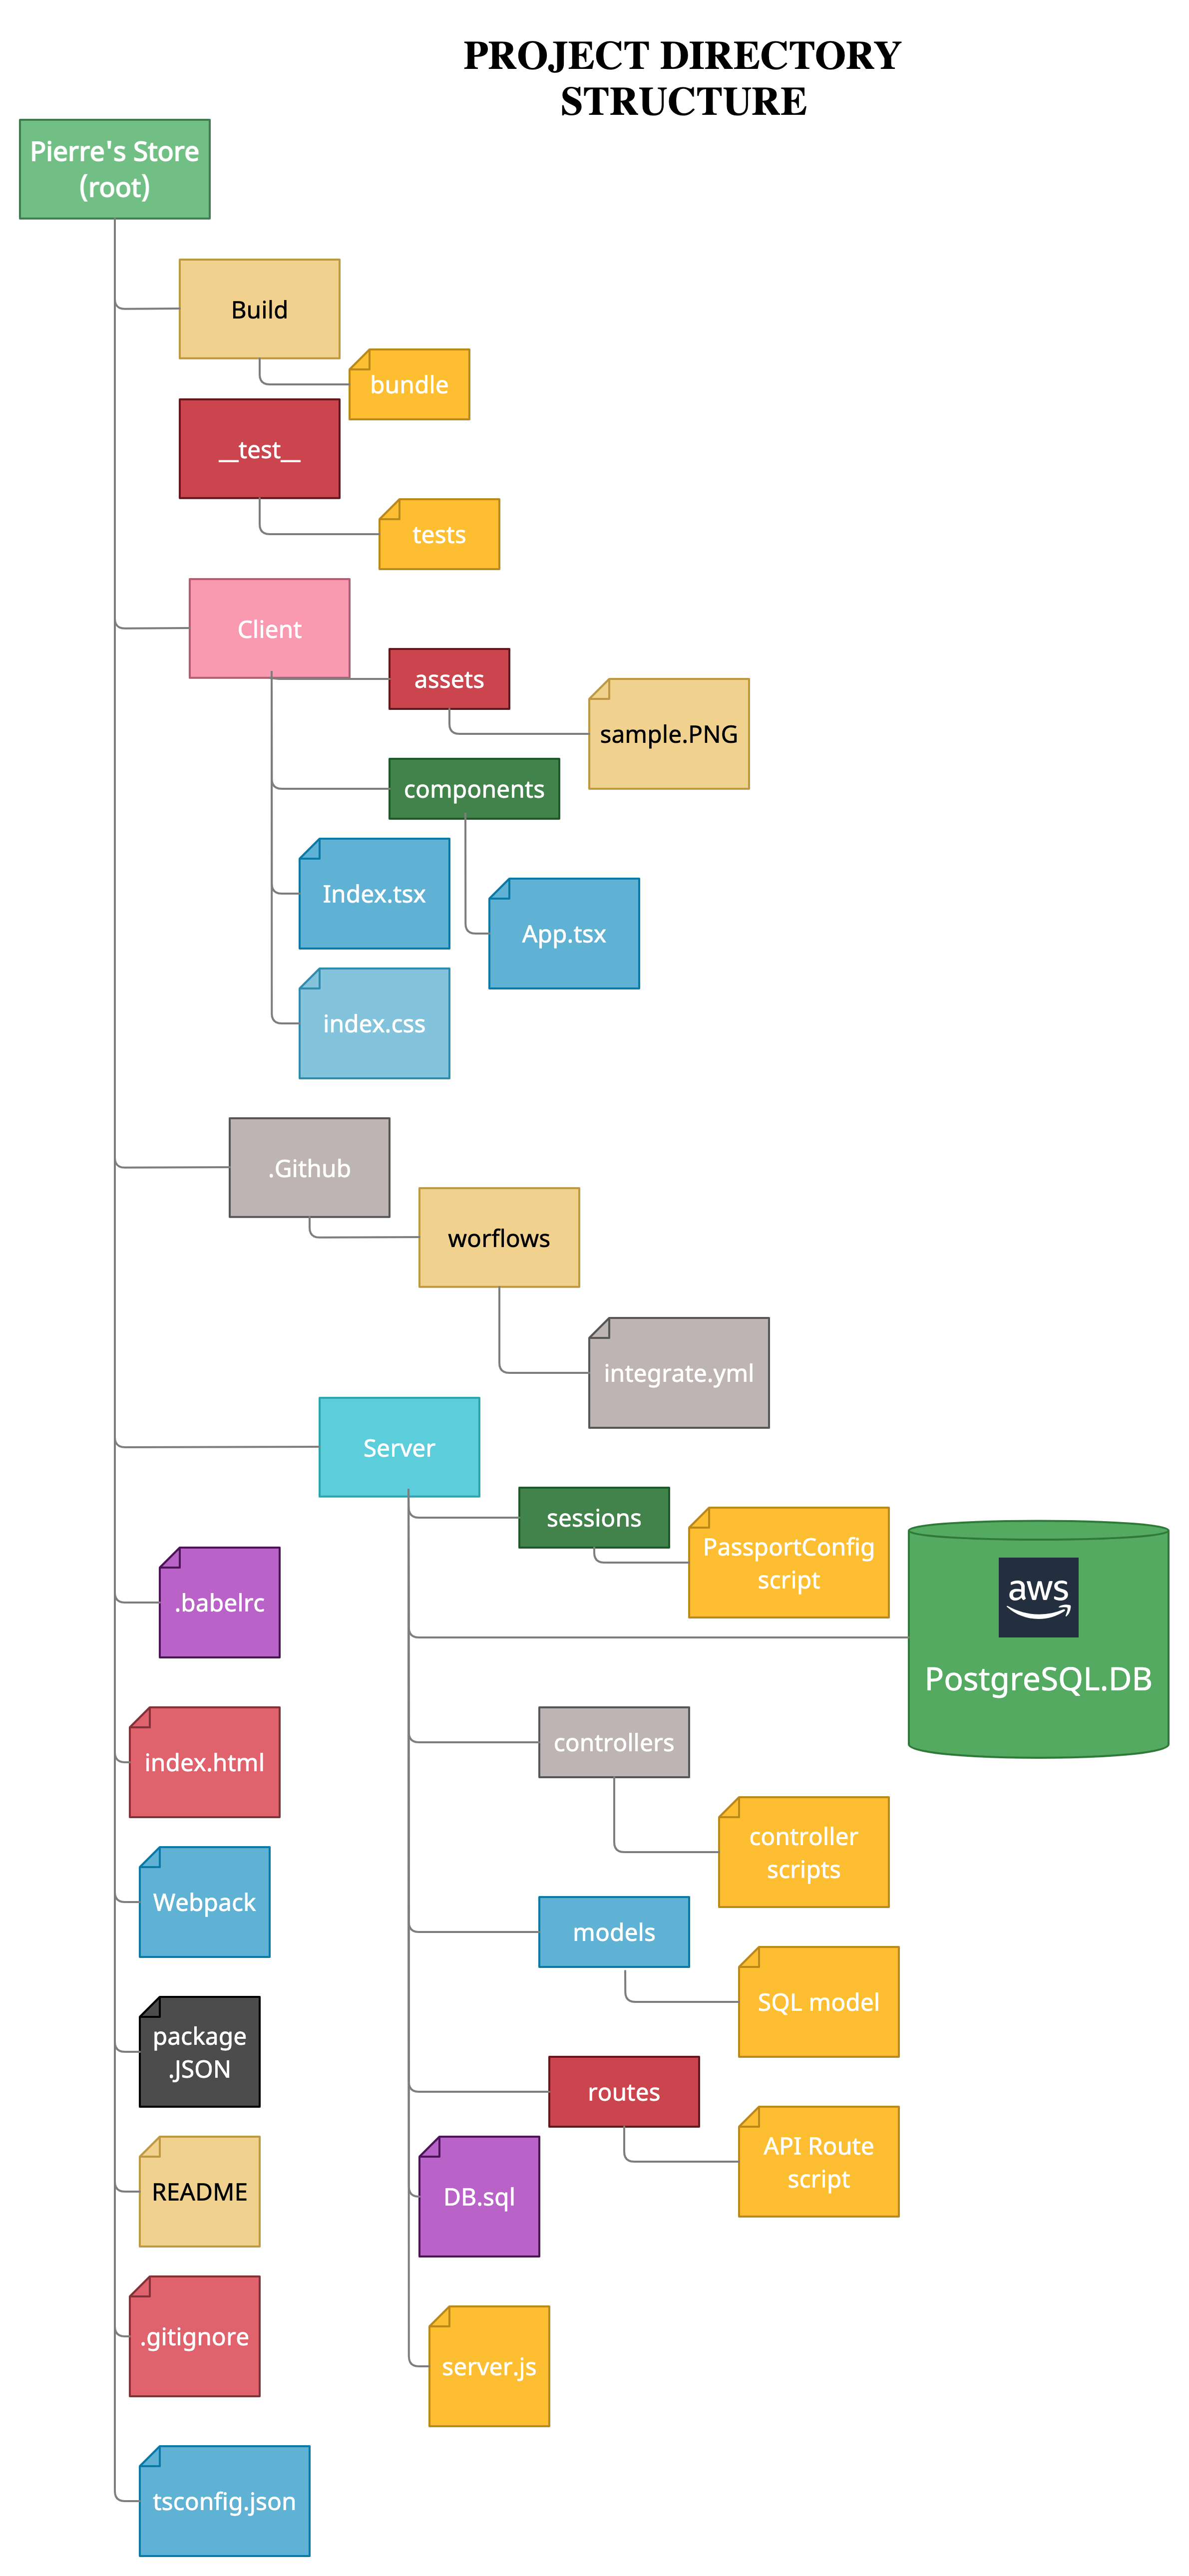 PROJECT DIRECTORY
STRUCTURE
Pierre's Store
(root)
Build
bundle
__test__
tests
Client
assets
sample.PNG
components
Index.tsx
App.tsx
index.css
.Github
worflows
integrate.yml
Server
sessions
PassportConfig
script
aws
PostgreSQL.DB
.babelrc
controllers
index.html
controller
scripts
Webpack
models
SQL model
package
.JSON
routes
API Route
script
README
DB.sql
.gitignore
server.js
tsconfig.json